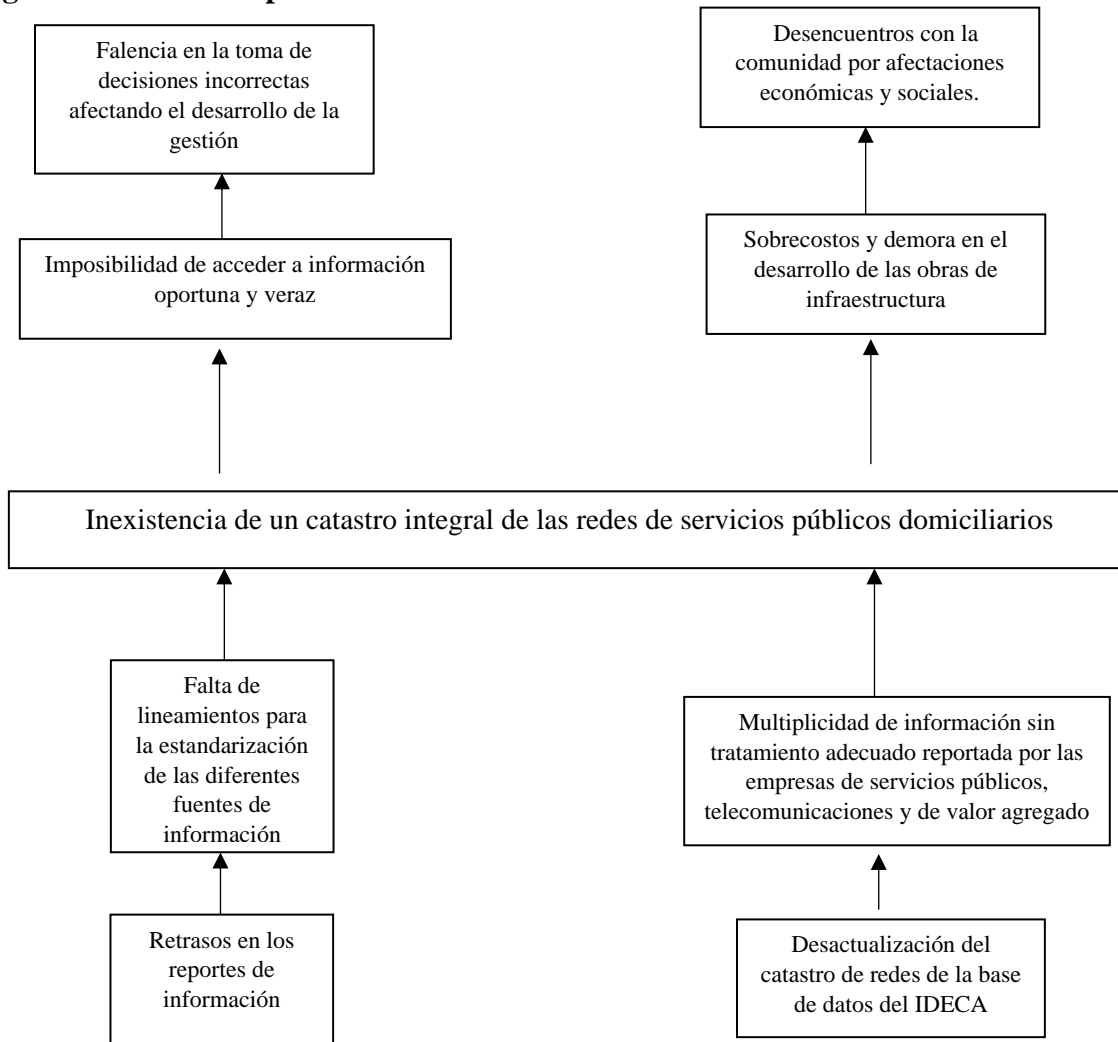 Falencia en la toma de
decisiones incorrectas
afectando el desarrollo de la
gestión
Desencuentros con la
comunidad por afectaciones
económicas y sociales.
Imposibilidad de acceder a información
oportuna y veraz
Sobrecostos y demora en el
desarrollo de las obras de
infraestructura
Inexistencia de un catastro integral de las redes de servicios públicos domiciliarios
Falta de
lineamientos para
la estandarización
de las diferentes
fuentes de
información
Multiplicidad de información sin
tratamiento adecuado reportada por las
empresas de servicios públicos,
telecomunicaciones y de valor agregado
Retrasos en los
reportes de
información
Desactualización del
catastro de redes de la base
de datos del IDECA